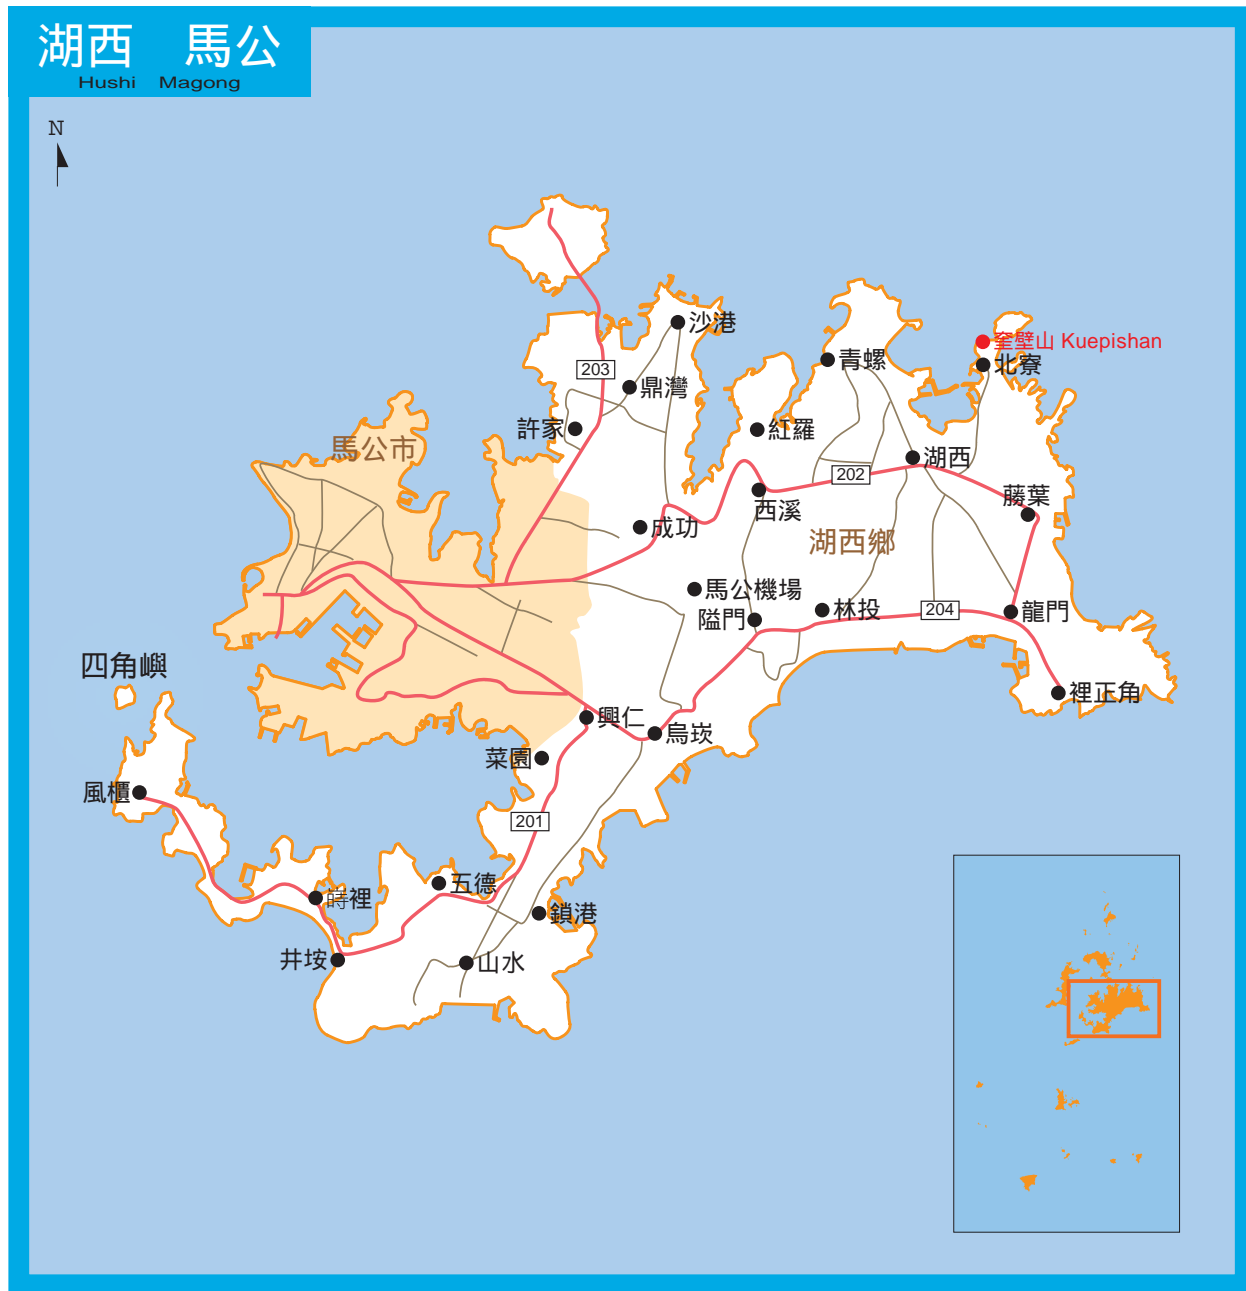 湖西 馬公
Hushi Magong
N
沙港
奎壁山 Kuepishan
青螺
北寮
203
鼎灣
許家
紅羅
馬公市
湖西
202
藤葉
西溪
成功
湖西鄉
馬公機場
隘門
林投
204
龍門
四角嶼
裡正角
興仁
烏崁
菜園
風櫃
201
五德
嵵裡
鎖港
井垵
山水